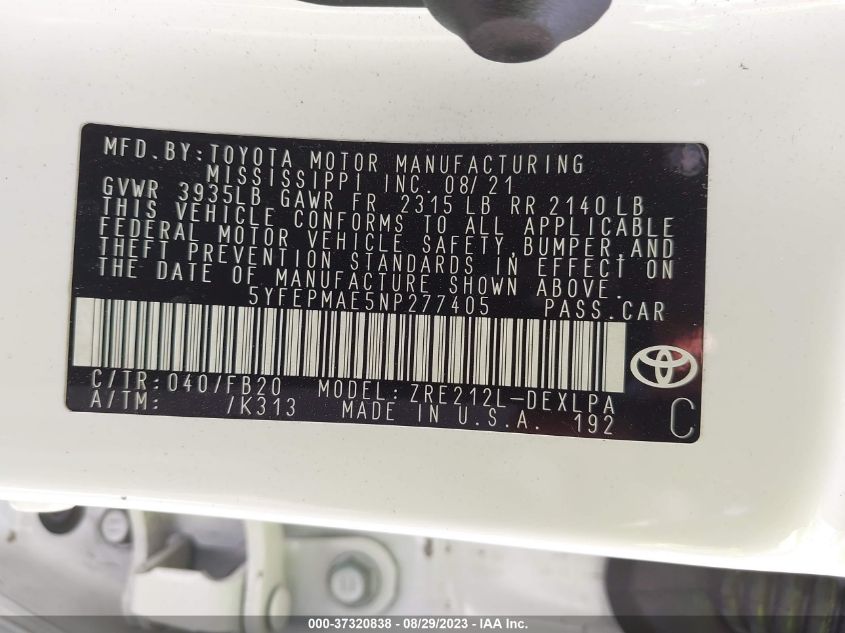 MFD.BY:TOYOTA MOTOR MANUFACTURING
MISSISSIPPI INC. 08/21
GVWR 3935LB GAWR FR 2315 LB RR 2140 LB
THIS VEHICLE CONFORMS TO ALL APPLICABLE
FEDERAL MOTOR VEHICLE SAFETY,BUMPER,AND
THEFT PREVENTION STANDARDS IN EFFECT ON
THE DATE OF MANUFACTURE SHOWN ABOVE.
5YFEPMAE5NP277405 PASS.CAR
C/TR:040/FB20 MODEL:ZRE212L-DEXLPA
A/TM: /K313 MADE IN U.S.A. 192 C
000-37320838 - 08/29/2023 - IAA Inc.